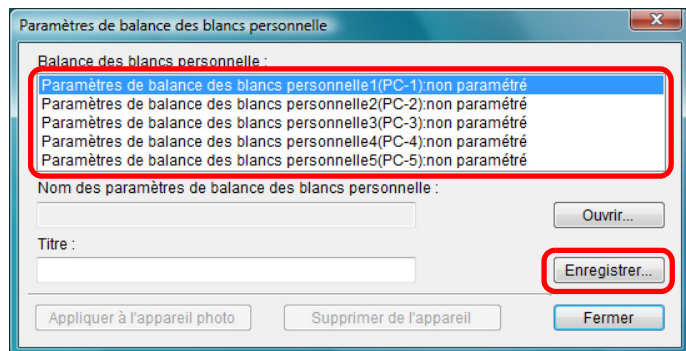 Paramètres de balance des blancs personnelle
Balance des blancs personnelle :
Paramètres de balance des blancs personnelle1(PC-1):non paramétré
Paramètres de balance des blancs personnelle2(PC-2):non paramétré
Paramètres de balance des blancs personnelle3(PC-3):non paramétré
Paramètres de balance des blancs personnelle4(PC-4):non paramétré
Paramètres de balance des blancs personnelle5(PC-5):non paramétré
Nom des paramètres de balance des blancs personnelle :
Ouvrir...
Titre :
Enregistrer...
Appliquer à l'appareil photo Supprimer de l'appareil Fermer